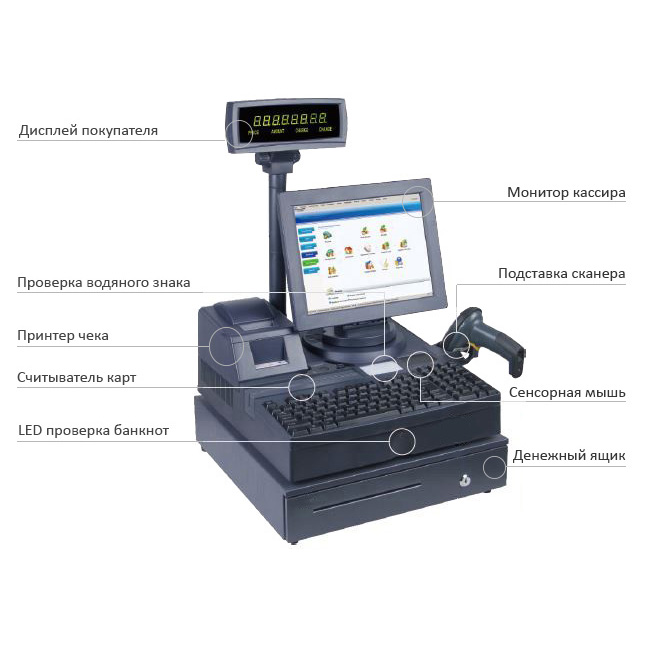 Дисплей покупателя
Монитор кассира
Проверка водяного знака
Подставка сканера
Принтер чека
Считыватель карт
Сенсорная мышь
LED проверка банкнот
Денежный ящик